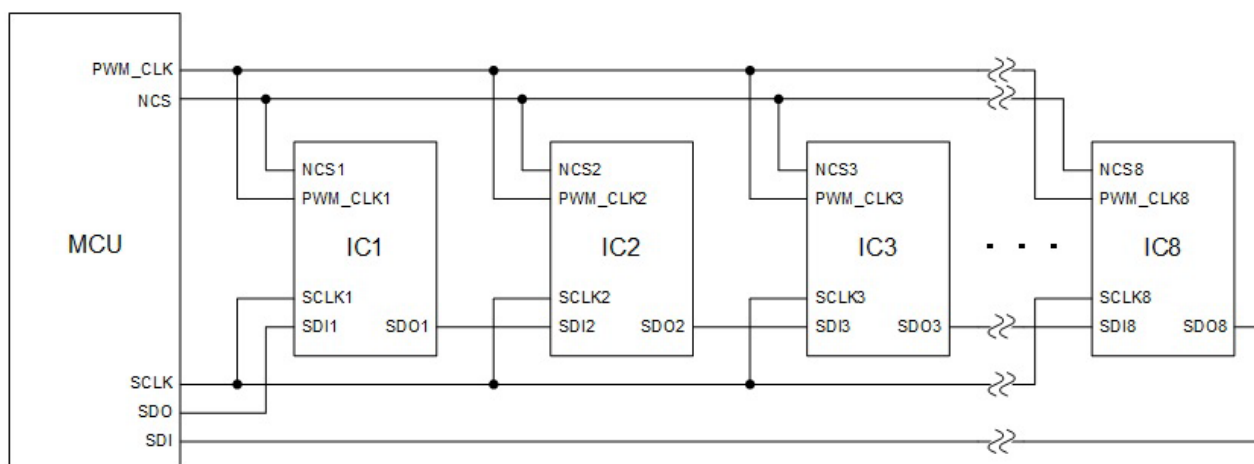 PWM_CLK
NCS
MCU
SCLK
SDO
SDI
NCS1
PWM_CLK1
IC1
SCLK1
SDI1 SDO1
NCS2
PWM_CLK2
IC2
SCLK2
SDI2 SDO2
NCS3
PWM_CLK3
IC3
SCLK3
SDI3 SDO3
NCS8
PWM_CLK8
IC8
SCLK8
SDI8 SDO8